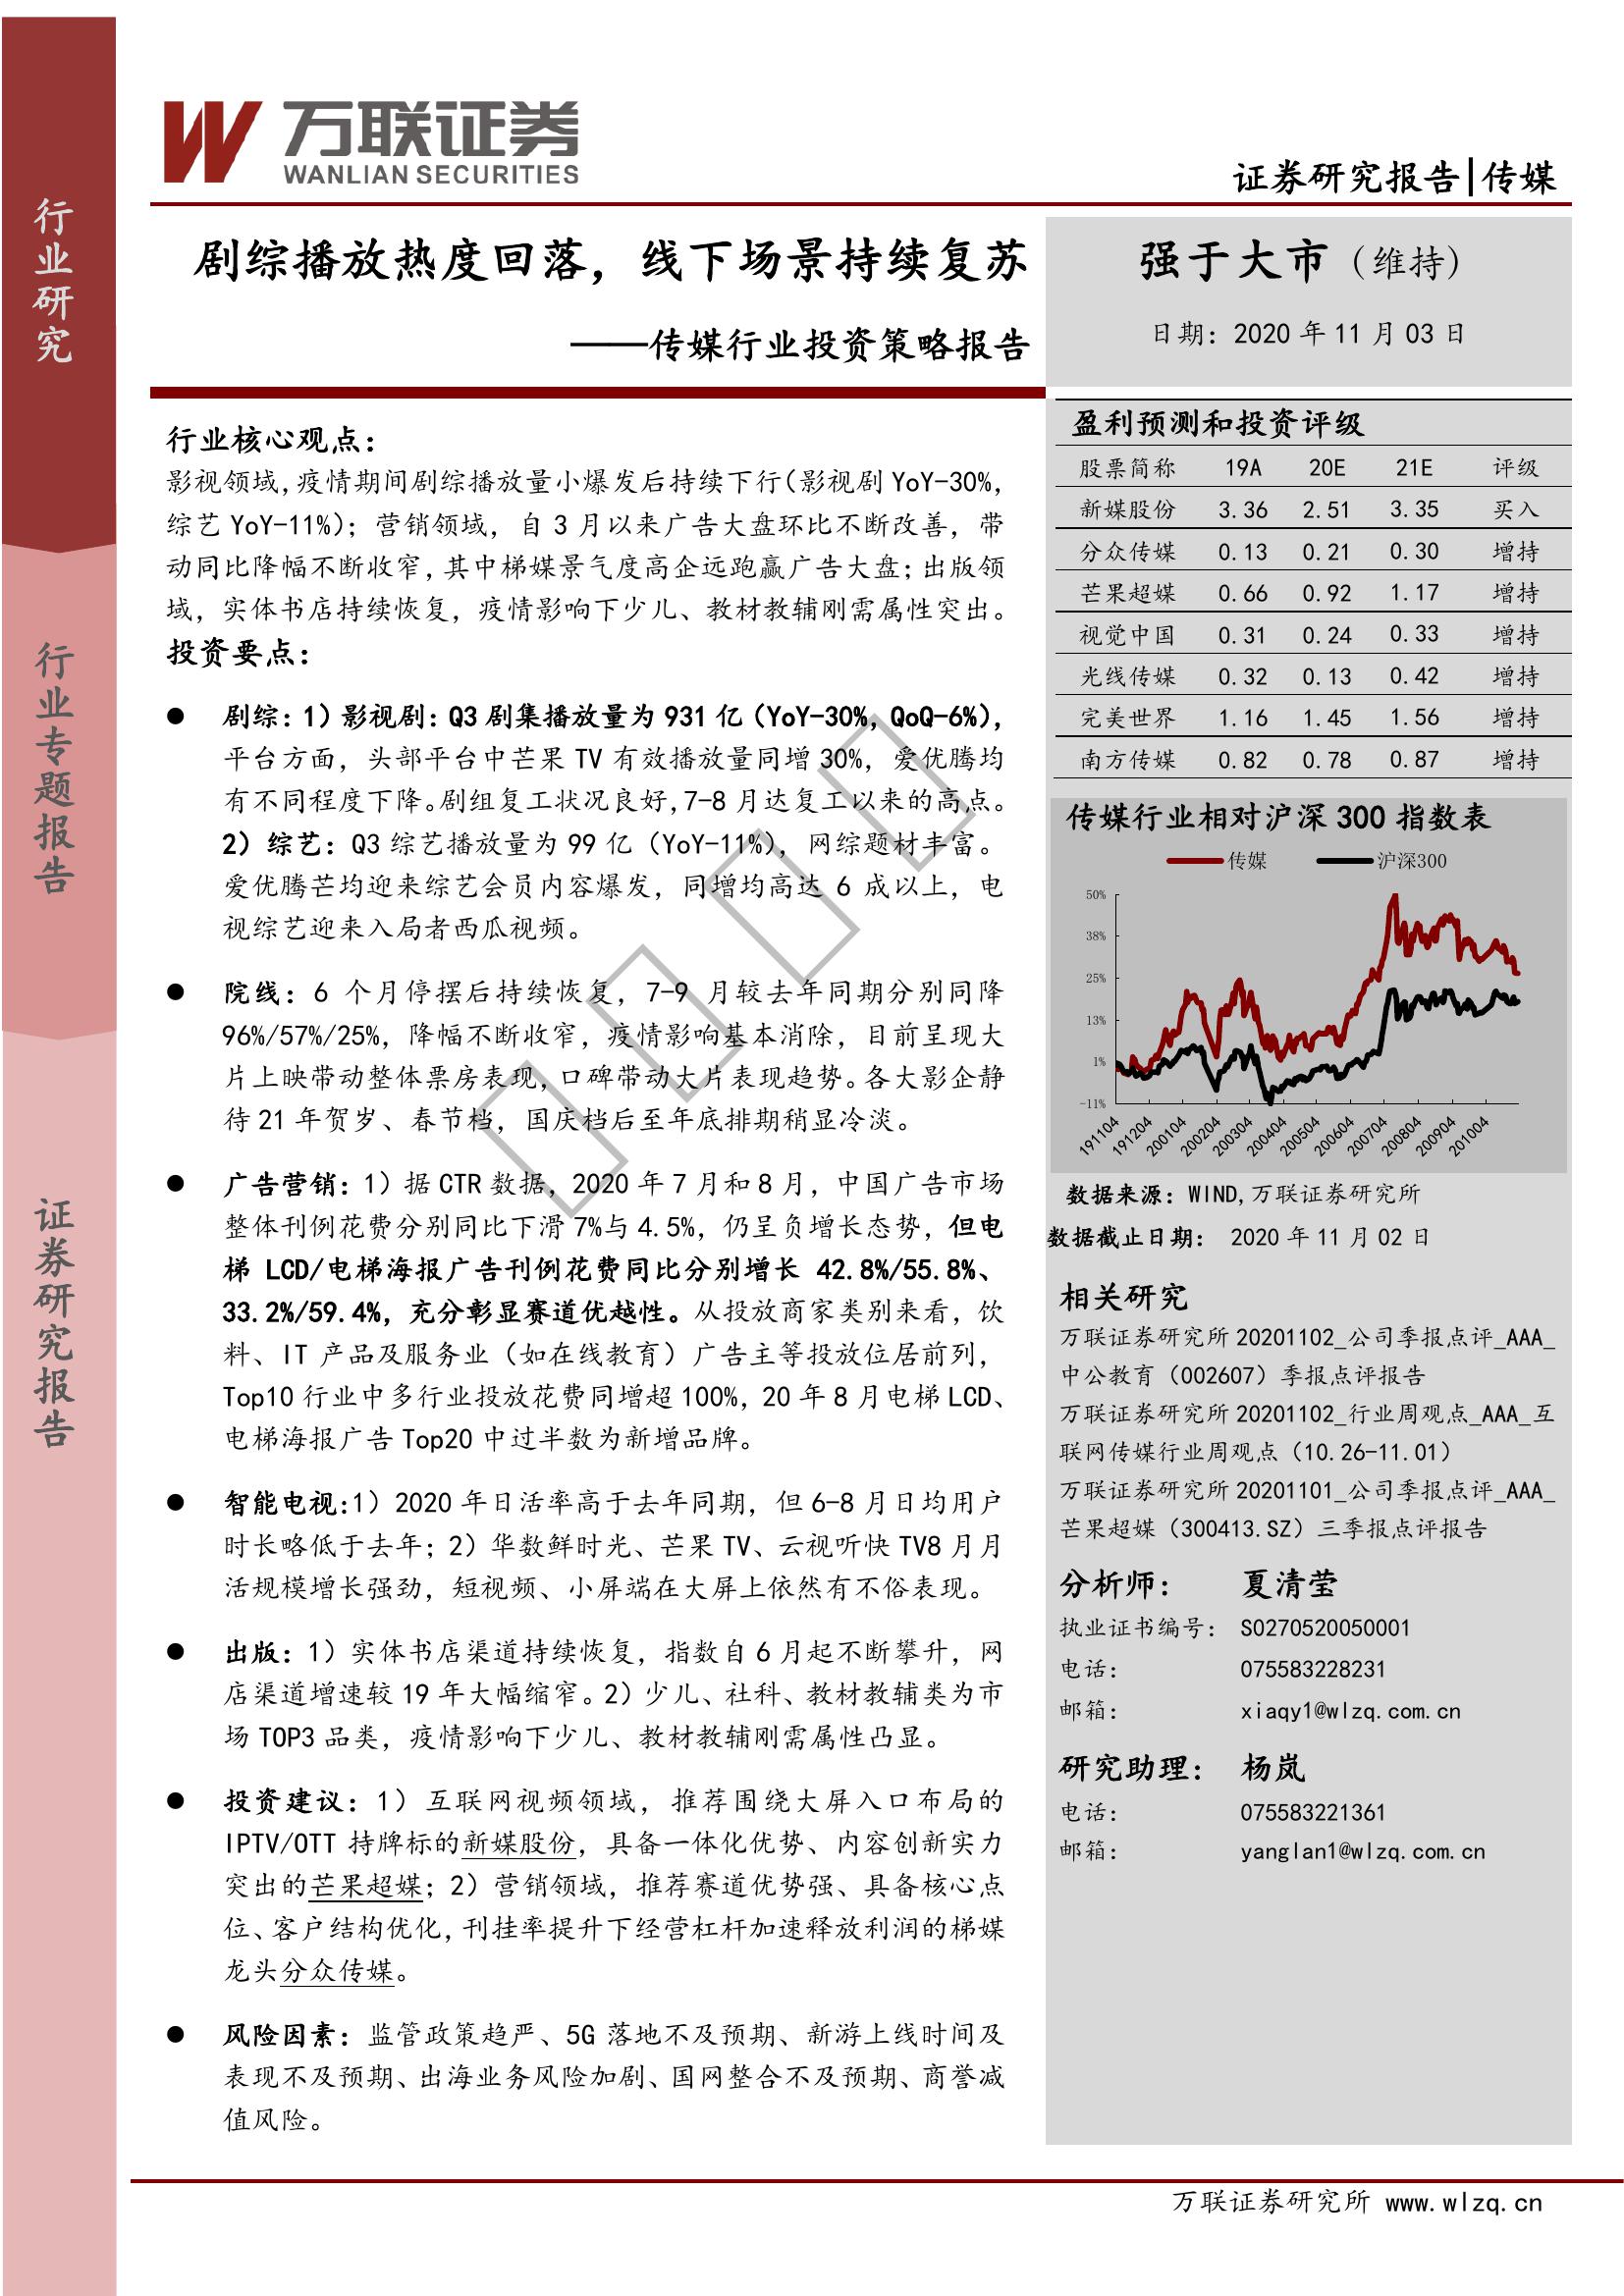 行业研究
行业专题报告
证券研究报告
万联证券
WANLIAN SECURITIES
证券研究报告|传媒
剧综播放热度回落，线下场景持续复苏
——传媒行业投资策略报告
强于大市（维持）
日期：2020 年 11 月 03 日
行业核心观点：
影视领域,疫情期间剧综播放量小爆发后持续下行(影视剧 YoY-30%,
综艺 YoY-11%)；营销领域，自 3 月以来广告大盘环比不断改善，带
动同比降幅不断收窄,其中梯媒景气度高企远跑赢广告大盘;出版领
域，实体书店持续恢复，疫情影响下少儿、教材教辅刚需属性突出。
投资要点：
● 剧综：1）影视剧：Q3 剧集播放量为 931 亿（YoY-30%, QoQ-6%),
平台方面，头部平台中芒果 TV 有效播放量同增 30%，爱优腾均
有不同程度下降。剧组复工状况良好,7-8 月达复工以来的高点。
2）综艺：Q3 综艺播放量为 99 亿（YoY-11%)，网综题材丰富。
爱优腾芒均迎来综艺会员内容爆发，同增均高达 6 成以上，电
视综艺迎来入局者西瓜视频。
● 院线：6 个月停摆后持续恢复，7-9 月较去年同期分别同降
96%/57%/25%，降幅不断收窄，疫情影响基本消除，目前呈现大
片上映带动整体票房表现,口碑带动大片表现趋势。各大影企静
待 21 年贺岁、春节档，国庆档后至年底排期稍显冷淡。
● 广告营销：1）据 CTR 数据，2020 年 7 月和 8 月，中国广告市场
整体刊例花费分别同比下滑 7%与 4.5%，仍呈负增长态势，但电
梯 LCD/电梯海报广告刊例花费同比分别增长 42.8%/55.8%、
33.2%/59.4%，充分彰显赛道优越性。从投放商家类别来看，饮
料、IT 产品及服务业（如在线教育）广告主等投放位居前列，
Top10 行业中多行业投放花费同增超 100%，20 年 8 月电梯 LCD、
电梯海报广告 Top20 中过半数为新增品牌。
● 智能电视:1）2020 年日活率高于去年同期，但 6-8 月日均用户
时长略低于去年；2）华数鲜时光、芒果 TV、云视听快 TV8 月月
活规模增长强劲，短视频、小屏端在大屏上依然有不俗表现。
● 出版：1）实体书店渠道持续恢复，指数自 6 月起不断攀升，网
店渠道增速较 19 年大幅缩窄。2）少儿、社科、教材教辅类为市
场 TOP3 品类，疫情影响下少儿、教材教辅刚需属性凸显。
● 投资建议：1）互联网视频领域，推荐围绕大屏入口布局的
IPTV/OTT 持牌标的新媒股份，具备一体化优势、内容创新实力
突出的芒果超媒；2）营销领域，推荐赛道优势强、具备核心点
位、客户结构优化,刊挂率提升下经营杠杆加速释放利润的梯媒
龙头分众传媒。
● 风险因素：监管政策趋严、5G 落地不及预期、新游上线时间及
表现不及预期、出海业务风险加剧、国网整合不及预期、商誉减
值风险。
盈利预测和投资评级
股票简称 19A 20E 21E 评级
新媒股份 3.36 2.51 3.35 买入
分众传媒 0.13 0.21 0.30 增持
芒果超媒 0.66 0.92 1.17 增持
视觉中国 0.31 0.24 0.33 增持
光线传媒 0.32 0.13 0.42 增持
完美世界 1.16 1.45 1.56 增持
南方传媒 0.82 0.78 0.87 增持
传媒行业相对沪深 300 指数表
传媒 沪深300
50%
38%
25%
13%
1%
-11%
191104 191204 200104 200204 200304 200404 200504 200604 200704 200804 200904 201004
数据来源：WIND,万联证券研究所
数据截止日期： 2020 年 11 月 02 日
相关研究
万联证券研究所 20201102_公司季报点评_AAA_
中公教育（002607）季报点评报告
万联证券研究所 20201102_行业周观点_AAA_互
联网传媒行业周观点（10.26-11.01）
万联证券研究所 20201101_公司季报点评_AAA_
芒果超媒（300413.SZ）三季报点评报告
分析师： 夏清莹
执业证书编号： S0270520050001
电话： 075583228231
邮箱： xiaqy1@wlzq.com.cn
研究助理： 杨岚
电话： 075583221361
邮箱： yanglan1@wlzq.com.cn
万联证券研究所 www.wlzq.cn